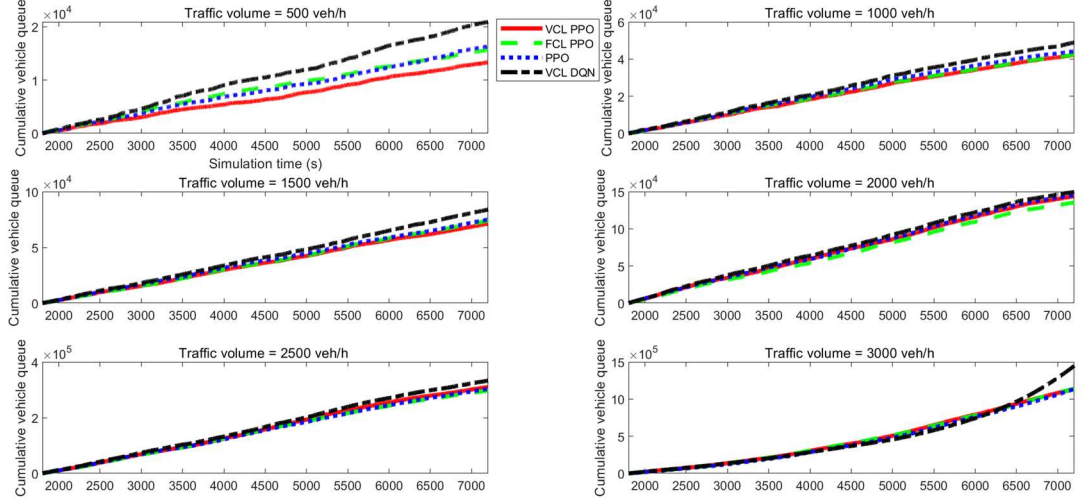 Traffic volume = 500 veh/h
×10⁴
Cumulative vehicle queue
2
1
0
2000 2500 3000 3500 4000 4500 5000 5500 6000 6500 7000
Simulation time (s)
VCL PPO
FCL PPO
PPO
VCL DQN
Traffic volume = 1000 veh/h
×10⁴
Cumulative vehicle queue
6
4
2
0
2000 2500 3000 3500 4000 4500 5000 5500 6000 6500 7000
Traffic volume = 1500 veh/h
×10⁴
Cumulative vehicle queue
10
5
0
2000 2500 3000 3500 4000 4500 5000 5500 6000 6500 7000
Traffic volume = 2000 veh/h
×10⁴
Cumulative vehicle queue
15
10
5
0
2000 2500 3000 3500 4000 4500 5000 5500 6000 6500 7000
Traffic volume = 2500 veh/h
×10⁵
Cumulative vehicle queue
4
2
0
2000 2500 3000 3500 4000 4500 5000 5500 6000 6500 7000
Traffic volume = 3000 veh/h
×10⁵
Cumulative vehicle queue
15
10
5
0
2000 2500 3000 3500 4000 4500 5000 5500 6000 6500 7000